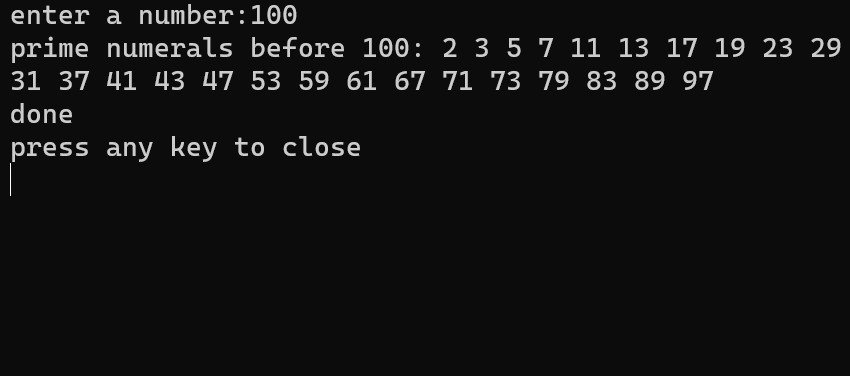 enter a number:100
prime numerals before 100: 2 3 5 7 11 13 17 19 23 29
31 37 41 43 47 53 59 61 67 71 73 79 83 89 97
done
press any key to close